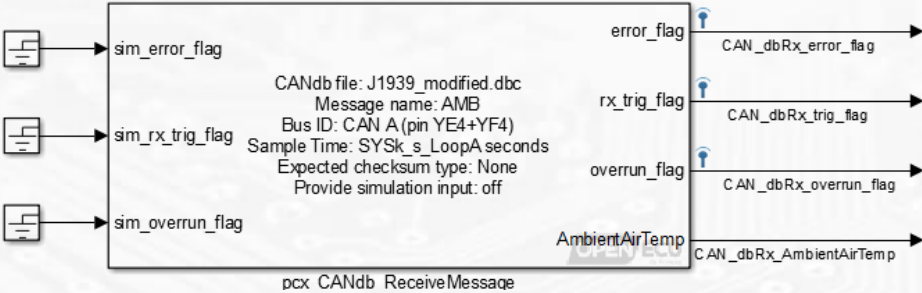 sim_error_flag
sim_rx_trig_flag
sim_overrun_flag
CANdb file: J1939_modified.dbc
Message name: AMB
Bus ID: CAN A (pin YE4+YF4)
Sample Time: SYSk_s_LoopA seconds
Expected checksum type: None
Provide simulation input: off
error_flag
rx_trig_flag
overrun_flag
AmbientAirTemp
OPENECU
CAN_dbRx_error_flag
CAN_dbRx_trig_flag
CAN_dbRx_overrun_flag
CAN_dbRx_AmbientAirTemp
pcx_CANdb_ReceiveMessage